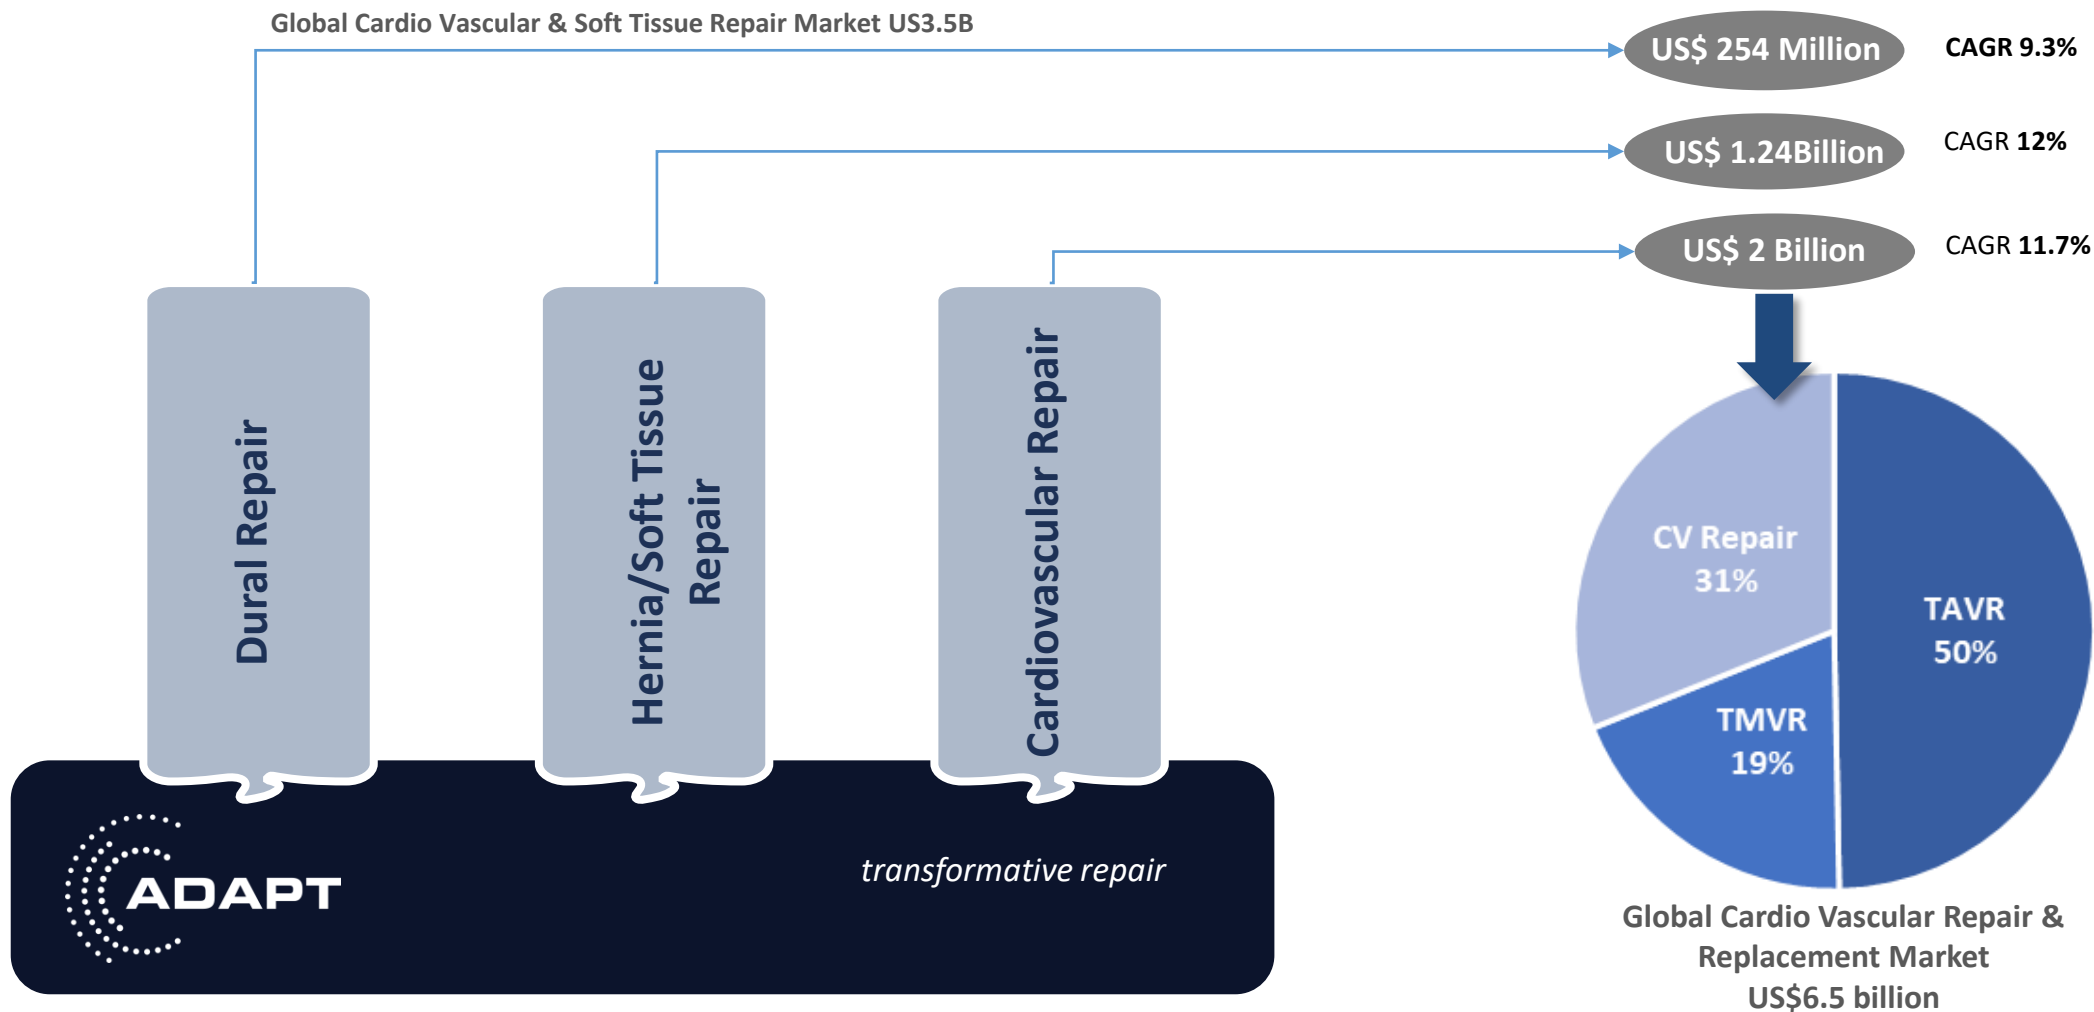 Global Cardio Vascular & Soft Tissue Repair Market US3.5B
US$ 254 Million
CAGR 9.3%
US$ 1.24Billion
CAGR 12%
US$ 2 Billion
CAGR 11.7%
Dural Repair
Hernia/Soft Tissue
Repair
Cardiovascular Repair
CV Repair
31%
TAVR
50%
TMVR
19%
ADAPT
transformative repair
Global Cardio Vascular Repair &
Replacement Market
US$6.5 billion